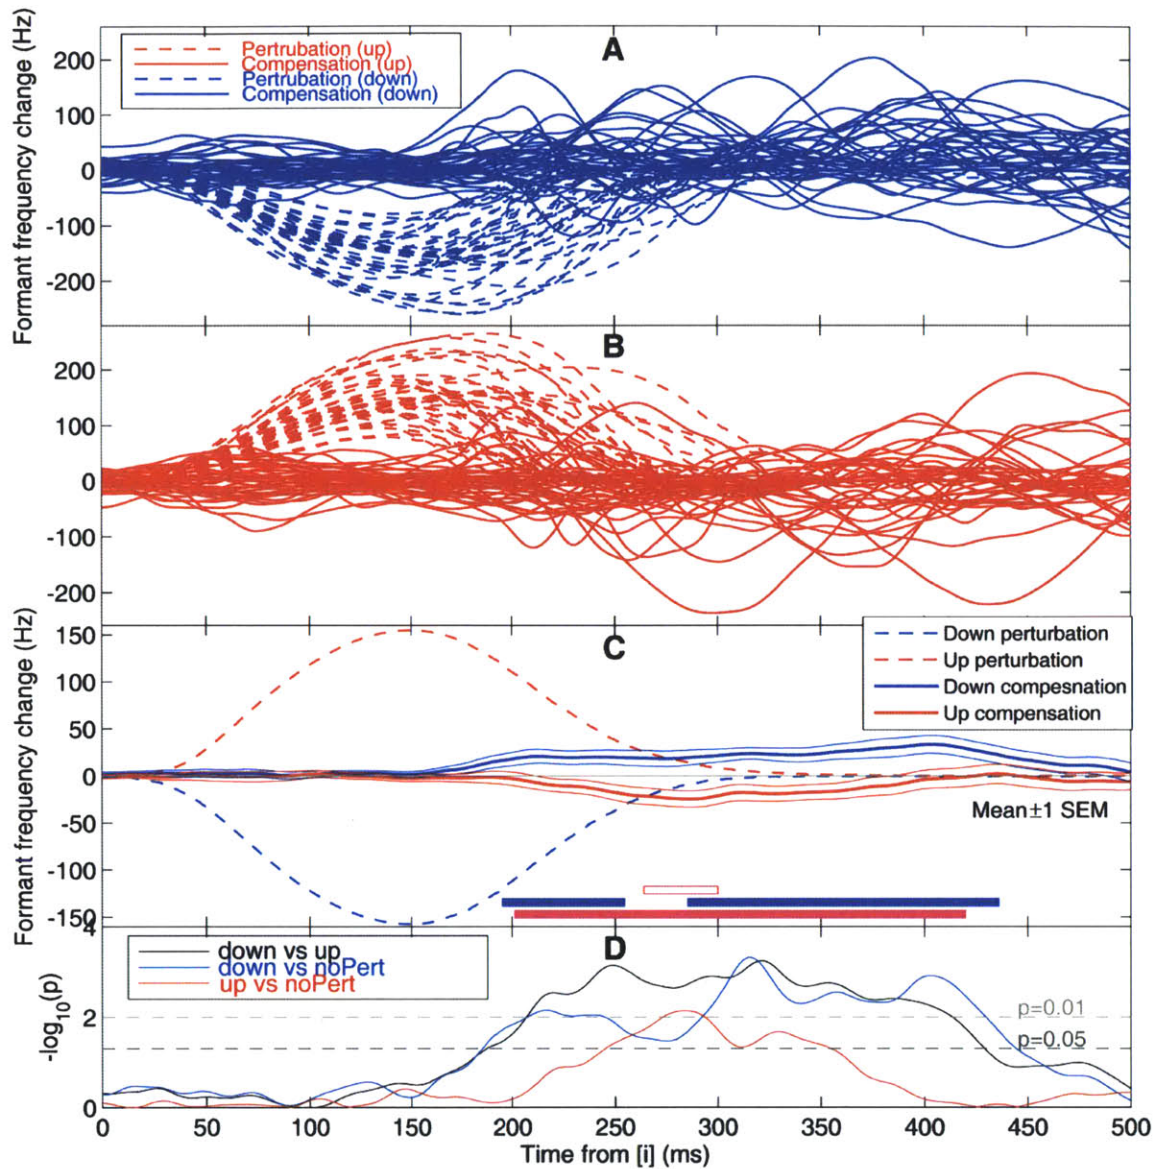 A
Pertrubation (up)
Compensation (up)
Pertrubation (down)
Compensation (down)
Formant frequency change (Hz)
200
100
0
-100
-200
B
200
100
0
-100
-200
C
Down perturbation
Up perturbation
Down compesnation
Up compensation
Formant frequency change (Hz)
150
100
50
0
-50
-100
-150
Mean±1 SEM
D
down vs up
down vs noPert
up vs noPert
-log10(p)
4
2
0
p=0.01
p=0.05
0 50 100 150 200 250 300 350 400 450 500
Time from [i] (ms)